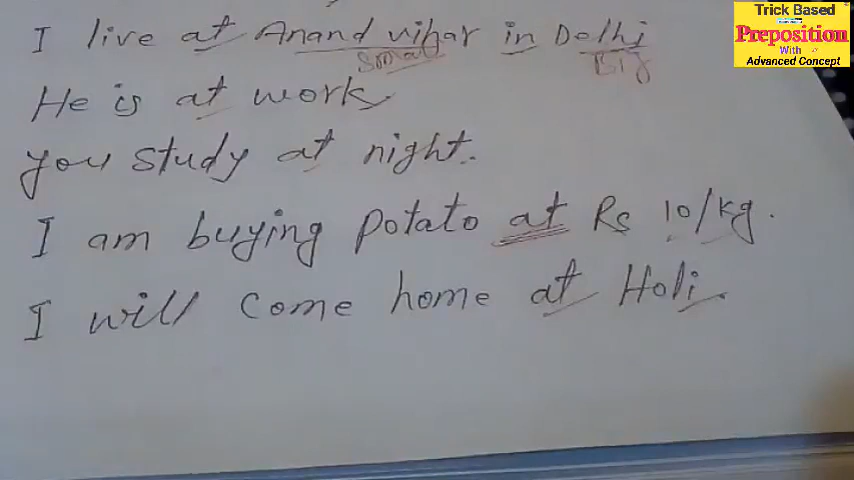 Trick Based
Preposition
With
Advanced Concept
I live at Anand vihar in Delhi
small
Big
He is at work.
you study at night.
I am buying potato at Rs 10/kg.
I will come home at Holi.